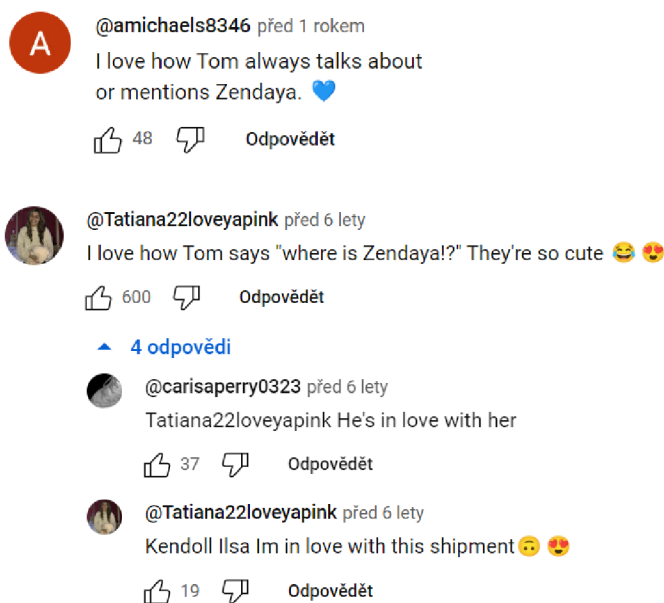 A
@amichaels8346 před 1 rokem
I love how Tom always talks about
or mentions Zendaya. 💙
48 Odpovědět
@Tatiana22loveyapink před 6 lety
I love how Tom says "where is Zendaya!?" They're so cute 😂 😍
600 Odpovědět
4 odpovědi
@carisaperry0323 před 6 lety
Tatiana22loveyapink He's in love with her
37 Odpovědět
@Tatiana22loveyapink před 6 lety
Kendoll Ilsa Im in love with this shipment🙃 😍
19 Odpovědět